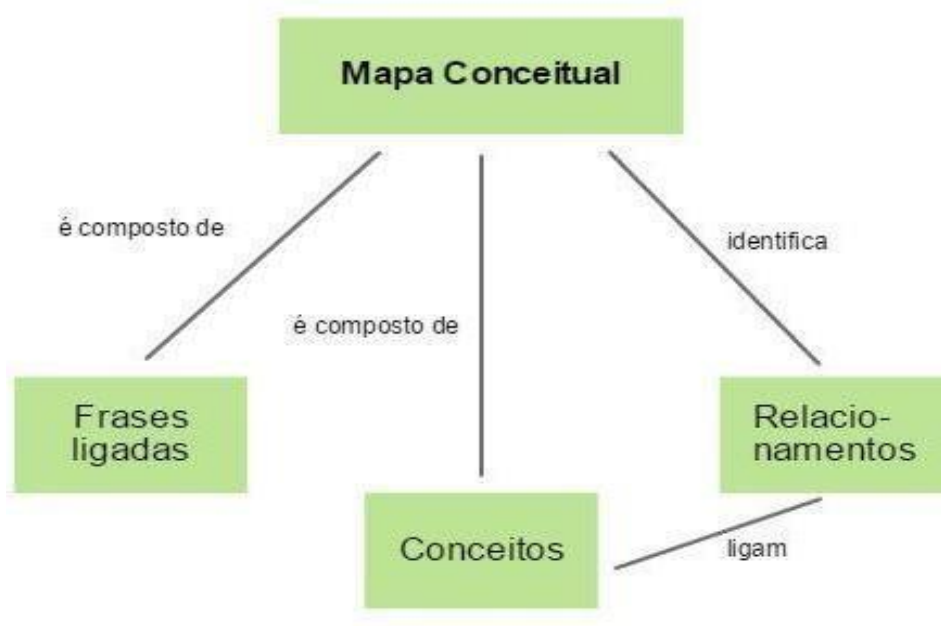 Mapa Conceitual
é composto de
identifica
é composto de
Frases
ligadas
Relacio-
namentos
Conceitos
ligam